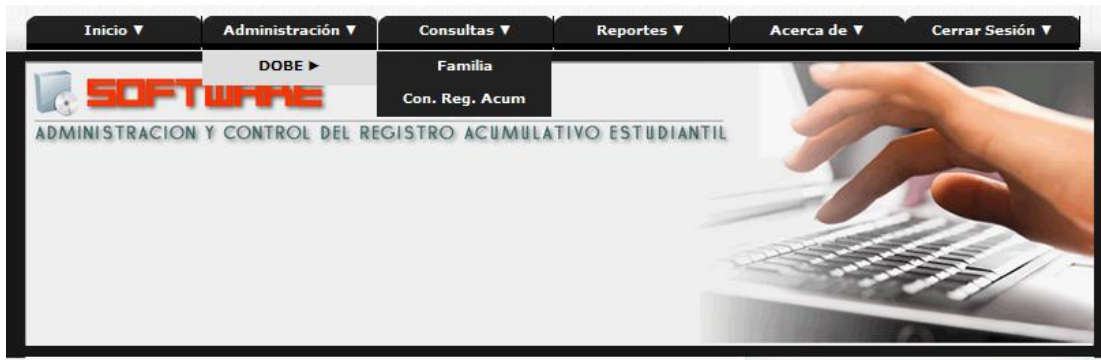 Inicio ▼ Administración ▼ Consultas ▼ Reportes ▼ Acerca de ▼ Cerrar Sesión ▼
DOBE ► Familia
Con. Reg. Acum
SOFTWARE
ADMINISTRACION Y CONTROL DEL REGISTRO ACUMULATIVO ESTUDIANTIL